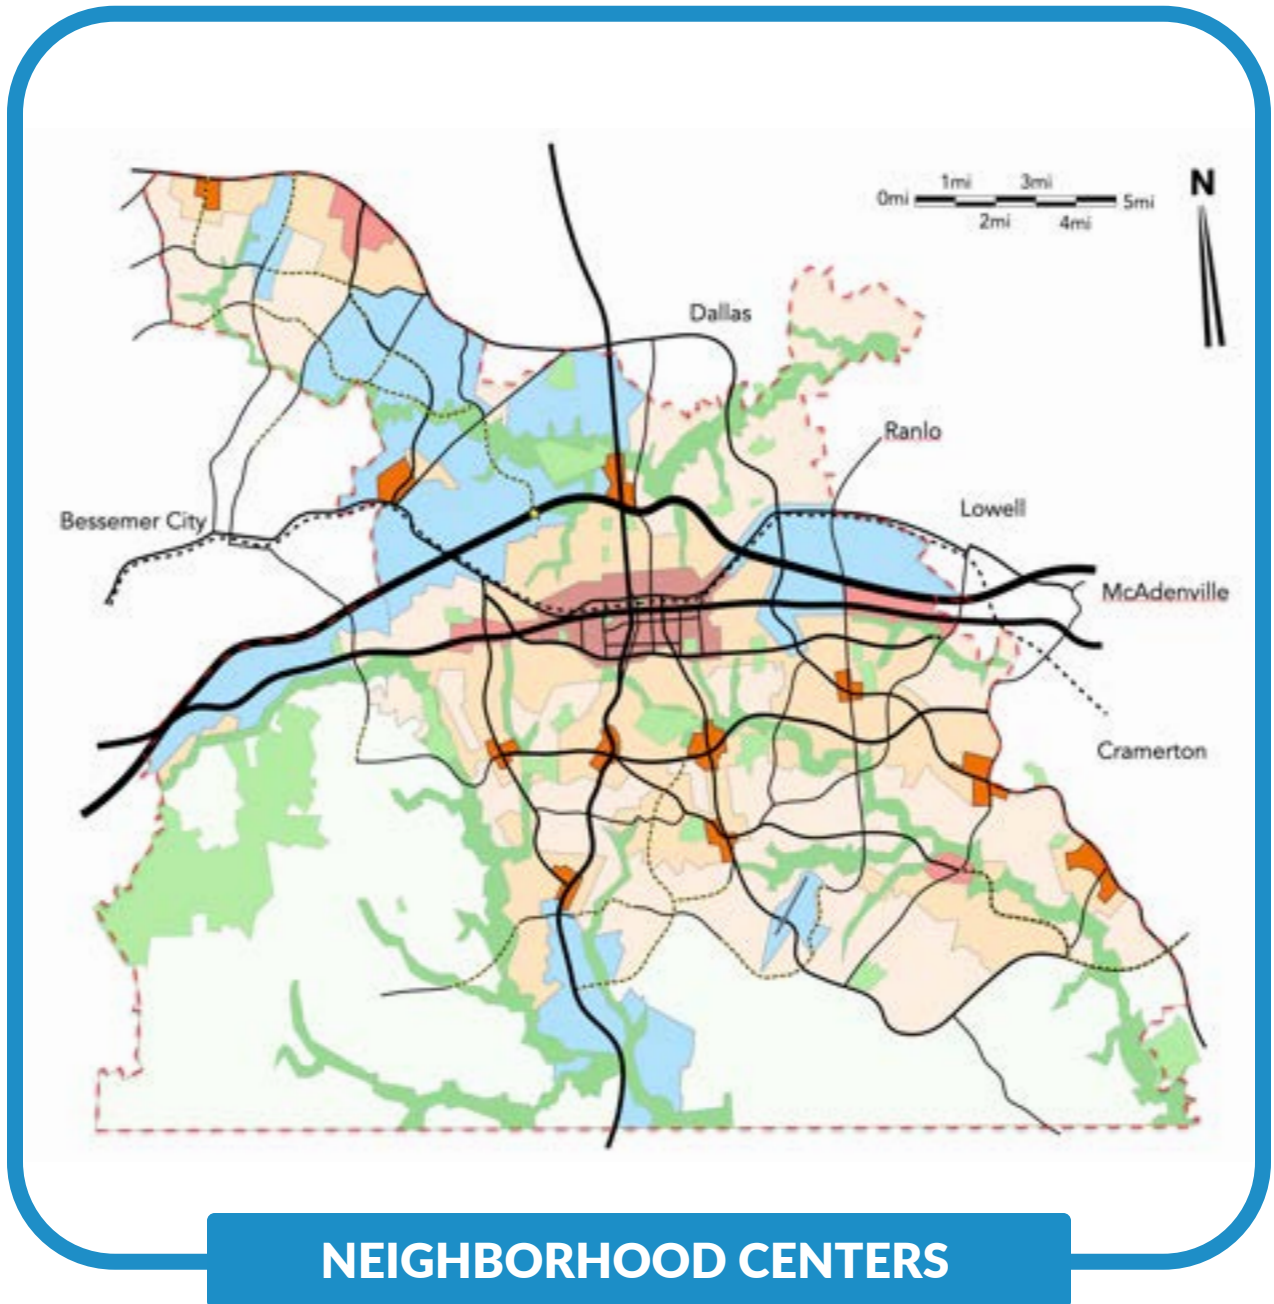 N
1mi 3mi
0mi 5mi
2mi 4mi
Dallas
Ranlo
Lowell
Bessemer City
McAdenville
Cramerton
NEIGHBORHOOD CENTERS